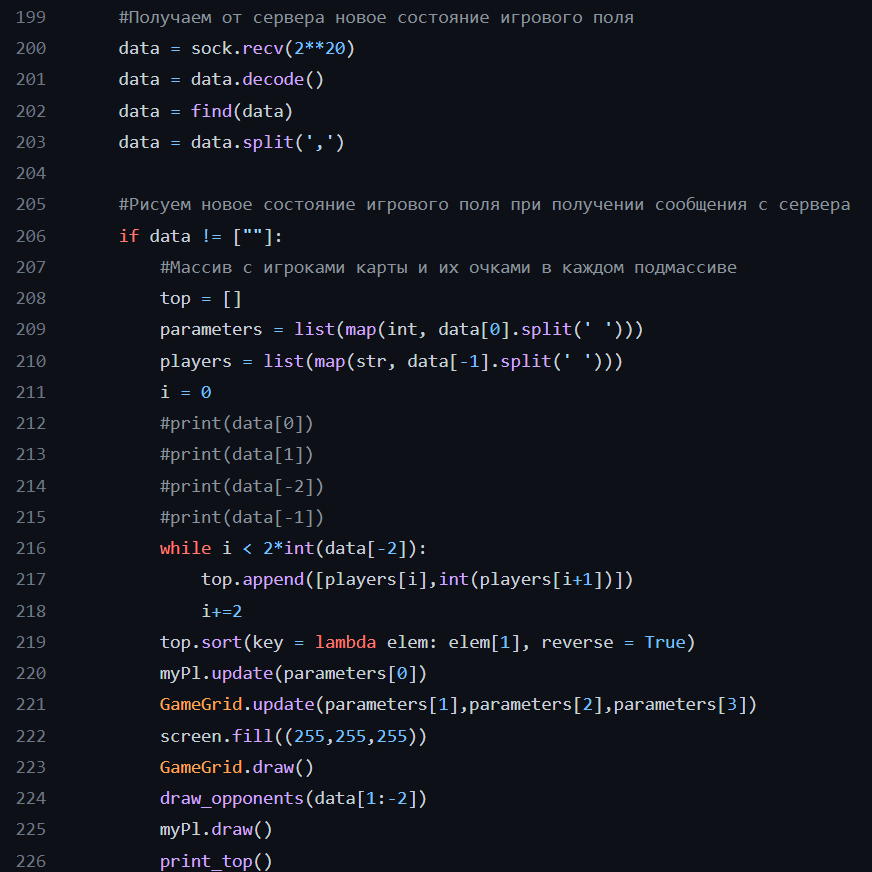 199 #Получаем от сервера новое состояние игрового поля
200 data = sock.recv(2**20)
201 data = data.decode()
202 data = find(data)
203 data = data.split(',')
204
205 #Рисуем новое состояние игрового поля при получении сообщения с сервера
206 if data != [""]:
207 #Массив с игроками карты и их очками в каждом подмассиве
208 top = []
209 parameters = list(map(int, data[0].split(' ')))
210 players = list(map(str, data[-1].split(' ')))
211 i = 0
212 #print(data[0])
213 #print(data[1])
214 #print(data[-2])
215 #print(data[-1])
216 while i < 2*int(data[-2]):
217 top.append([players[i],int(players[i+1])])
218 i+=2
219 top.sort(key = lambda elem: elem[1], reverse = True)
220 myPl.update(parameters[0])
221 GameGrid.update(parameters[1],parameters[2],parameters[3])
222 screen.fill((255,255,255))
223 GameGrid.draw()
224 draw_opponents(data[1:-2])
225 myPl.draw()
226 print_top()